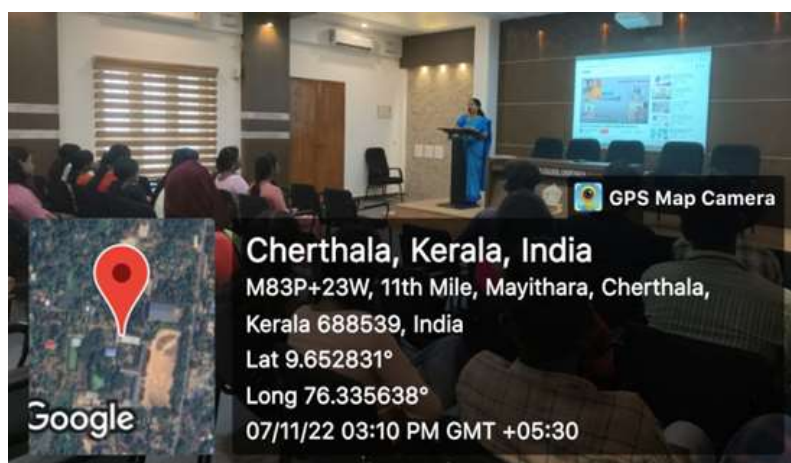 GPS Map Camera
Cherthala, Kerala, India
M83P+23W, 11th Mile, Mayithara, Cherthala,
Kerala 688539, India
Lat 9.652831°
Long 76.335638°
07/11/22 03:10 PM GMT +05:30
Google